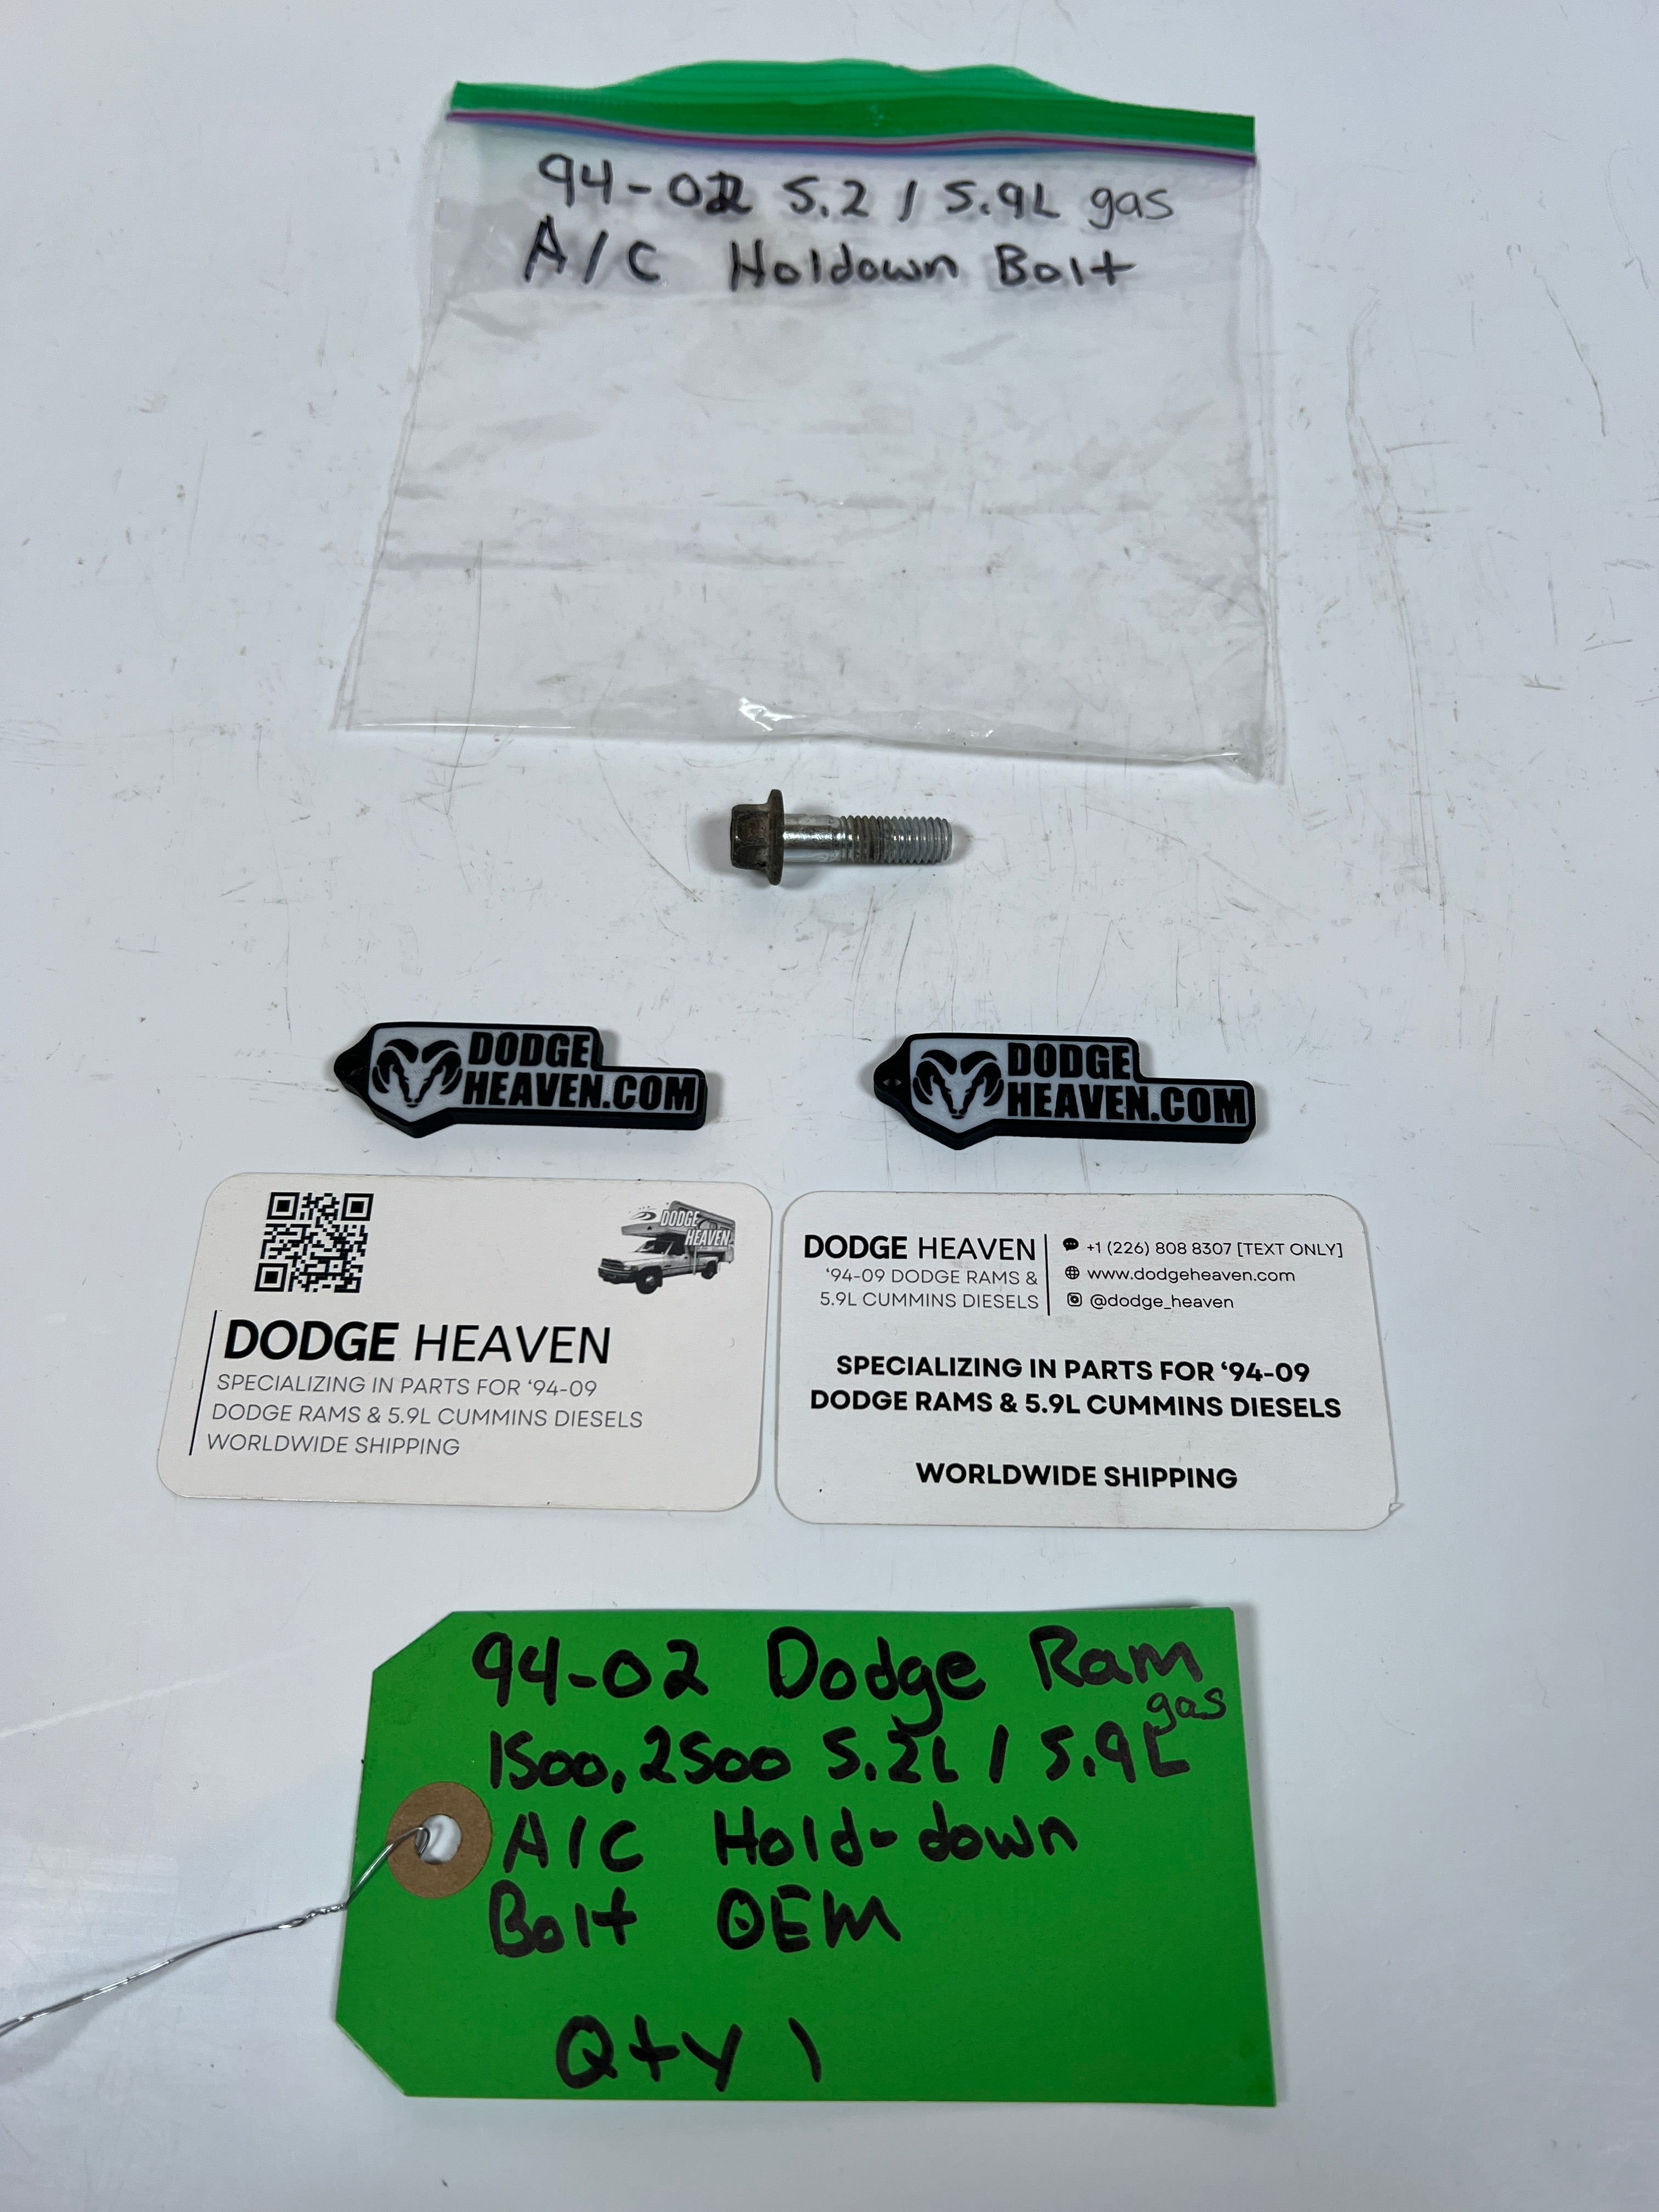 94-02 5.2 / 5.9L gas
A/C Holdown Bolt
DODGE
HEAVEN.COM
DODGE
HEAVEN.COM
DODGE
HEAVEN
DODGE HEAVEN
SPECIALIZING IN PARTS FOR ‘94-09
DODGE RAMS & 5.9L CUMMINS DIESELS
WORLDWIDE SHIPPING
DODGE HEAVEN
‘94-09 DODGE RAMS &
5.9L CUMMINS DIESELS
+1 (226) 808 8307 [TEXT ONLY]
www.dodgeheaven.com
@dodge_heaven
SPECIALIZING IN PARTS FOR ‘94-09
DODGE RAMS & 5.9L CUMMINS DIESELS
WORLDWIDE SHIPPING
94-02 Dodge Ram
gas
1500, 2500 5.2L / 5.9L
A/C Hold-down
Bolt OEM
Qty 1